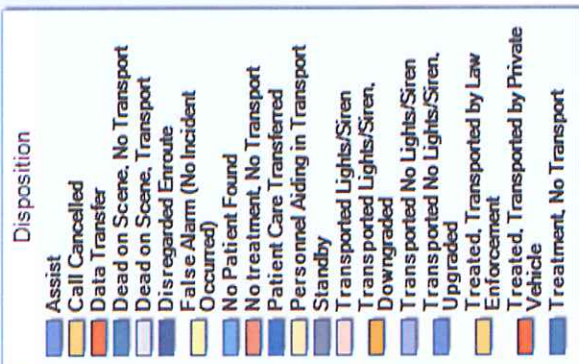 Disposition
Assist
Call Cancelled
Data Transfer
Dead on Scene, No Transport
Dead on Scene, Transport
Disregarded Enroute
False Alarm (No Incident
Occurred)
No Patient Found
No treatment, No Transport
Patient Care Transferred
Personnel Aiding in Transport
Standby
Transported Lights/Siren
Transported Lights/Siren,
Downgraded
Transported No Lights/Siren
Transported No Lights/Siren,
Upgraded
Treated, Transported by Law
Enforcement
Treated, Transported by Private
Vehicle
Treatment, No Transport